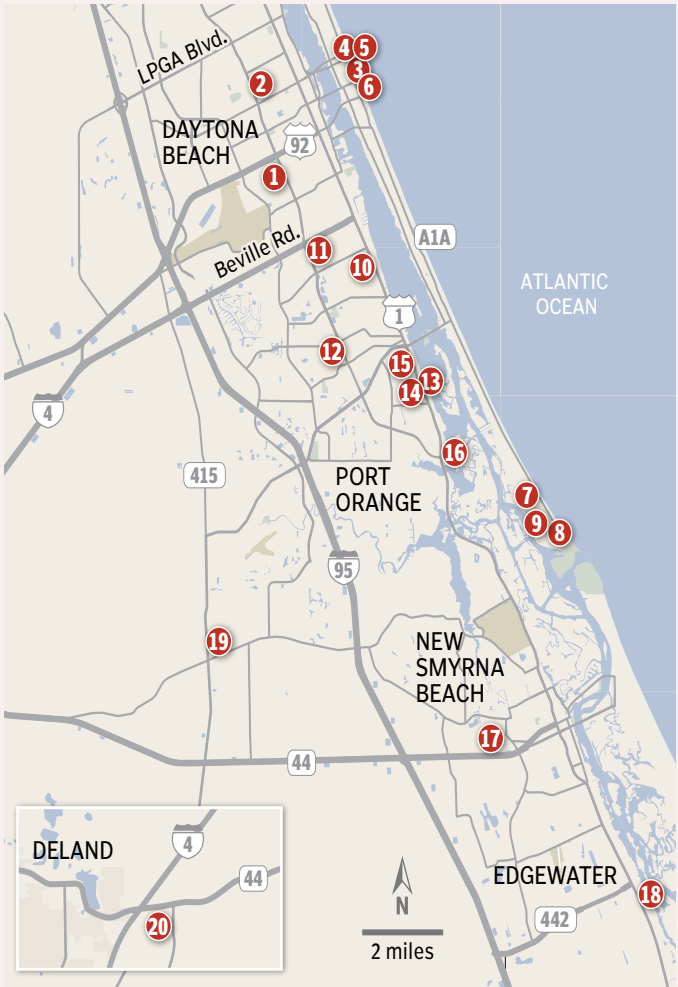 LPGA Blvd.
4
5
3
6
2
DAYTONA
BEACH
92
1
Beville Rd.
11
10
A1A
ATLANTIC
OCEAN
1
12
15
13
14
4
16
415
PORT
ORANGE
7
9
8
95
19
NEW
SMYRNA
BEACH
17
44
DELAND
4
44
20
N
2 miles
EDGEWATER
18
442